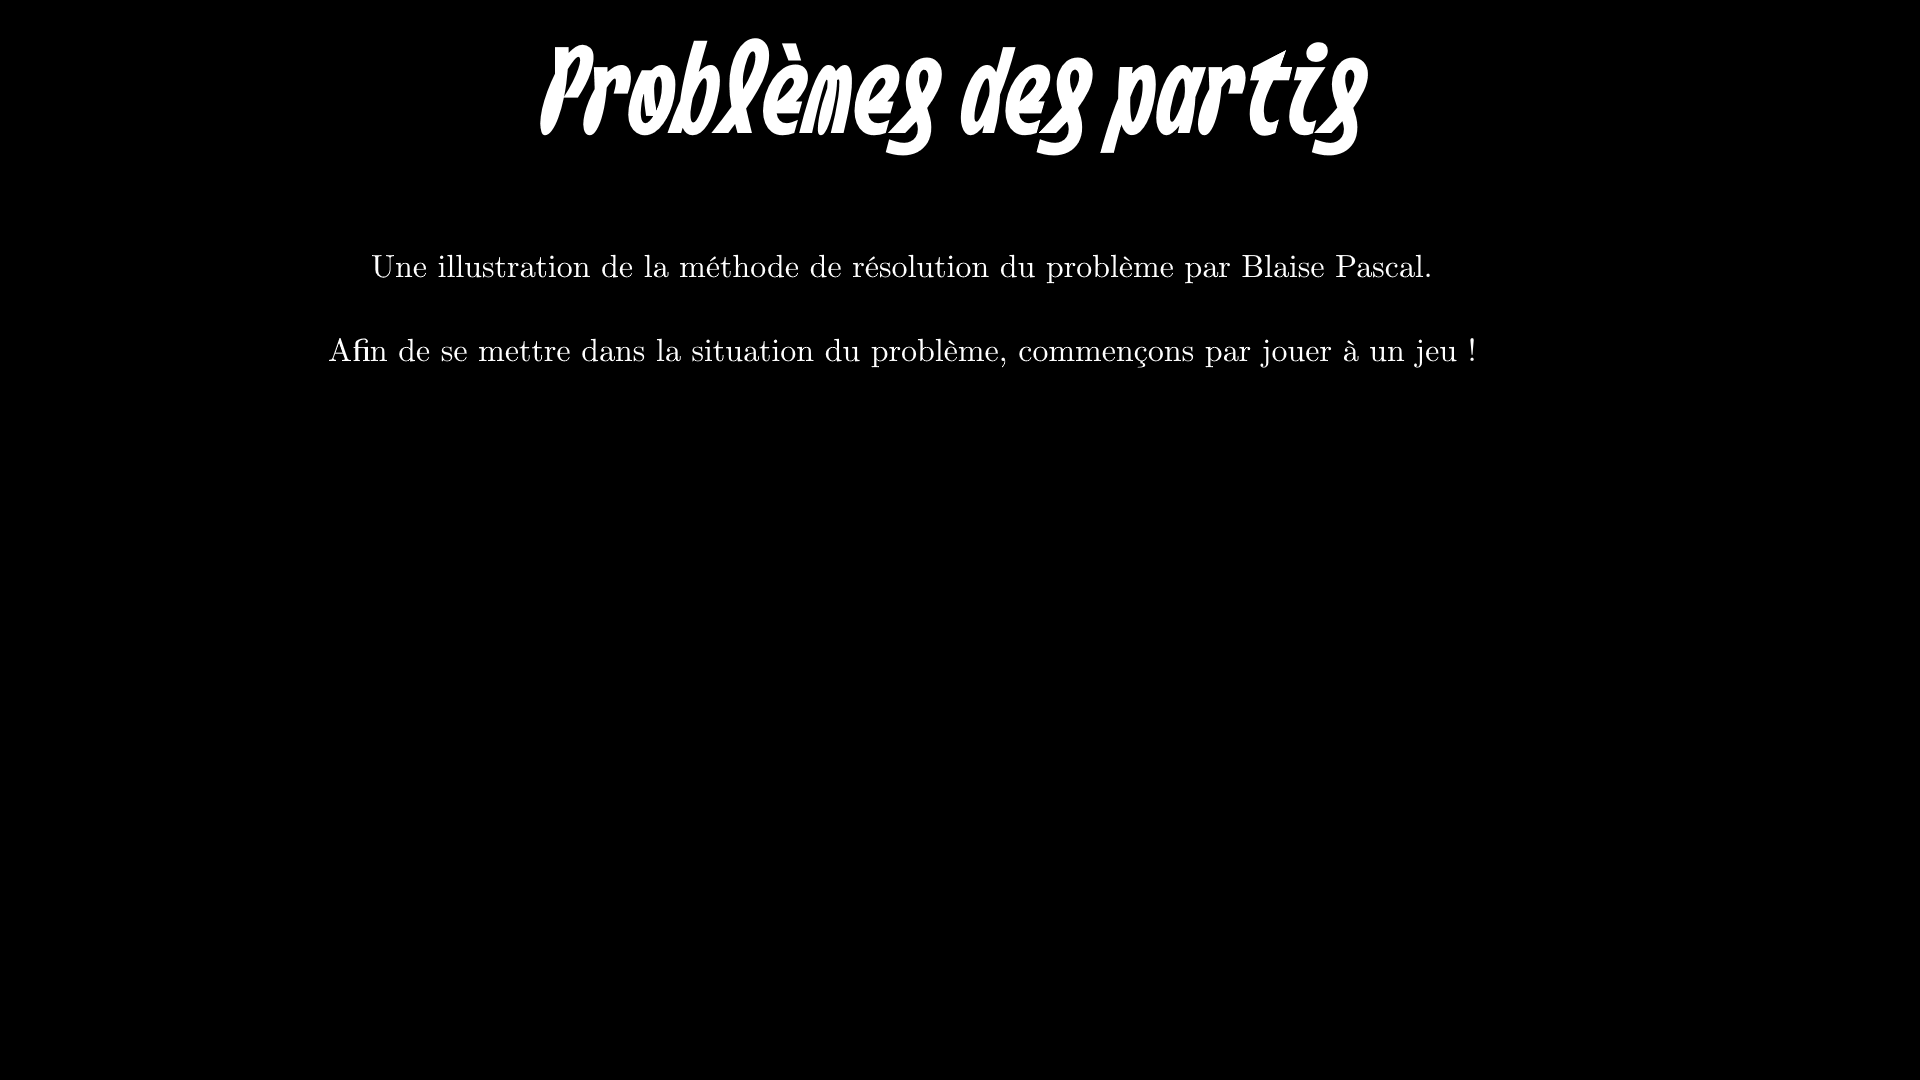 Problèmes des partis
Une illustration de la méthode de résolution du problème par Blaise Pascal.
Afin de se mettre dans la situation du problème, commençons par jouer à un jeu !